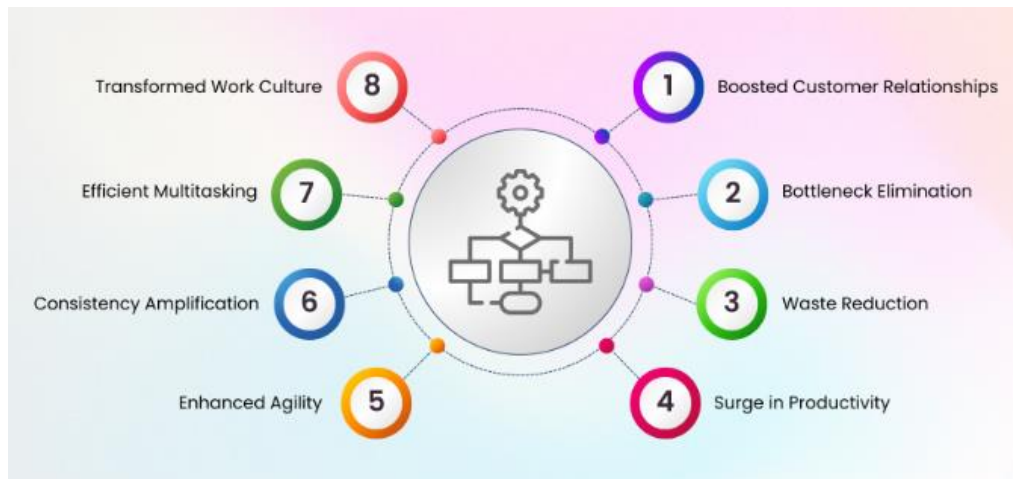 1 Boosted Customer Relationships
2 Bottleneck Elimination
3 Waste Reduction
4 Surge in Productivity
5 Enhanced Agility
6 Consistency Amplification
7 Efficient Multitasking
8 Transformed Work Culture